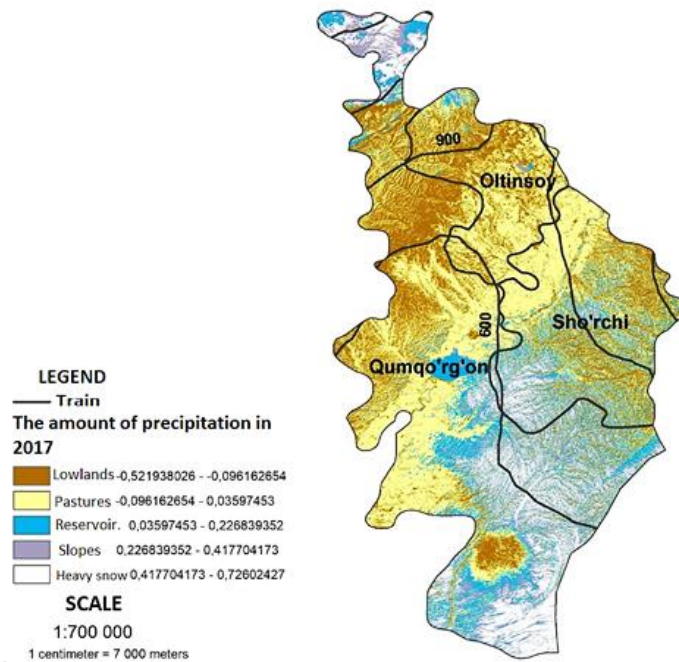 900
Oltinsoy
600
Sho'rchi
Qumqo'rg'on
LEGEND
Train
The amount of precipitation in
2017
Lowlands -0,521938026 - -0,096162654
Pastures -0,096162654 - 0,03597453
Reservoir. 0,03597453 - 0,226839352
Slopes 0,226839352 - 0,417704173
Heavy snow 0,417704173 - 0,72602427
SCALE
1:700 000
1 centimeter = 7 000 meters